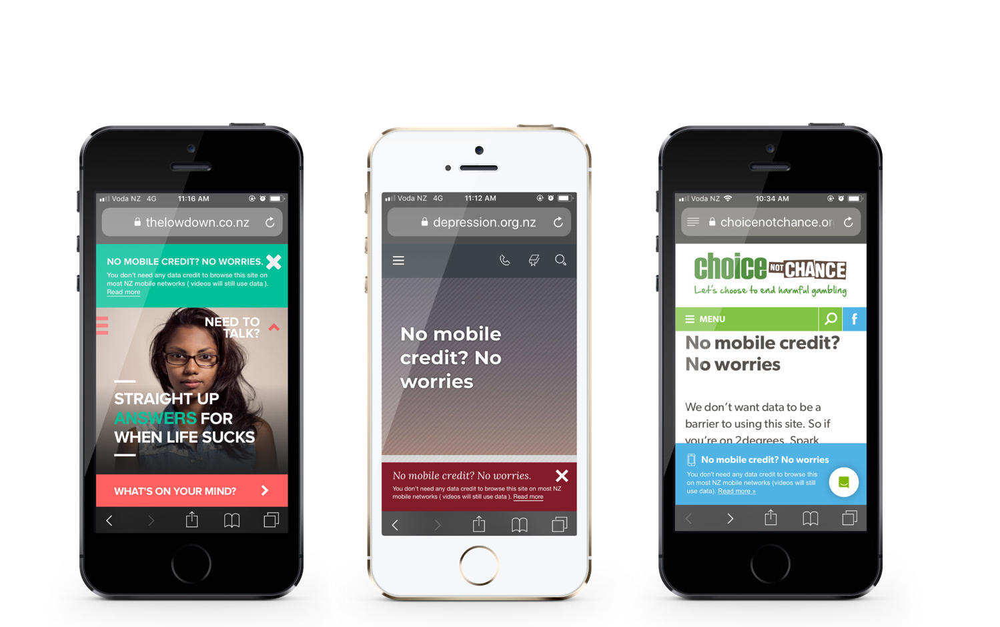 Voda NZ 4G 11:16 AM
thelowdown.co.nz
NO MOBILE CREDIT? NO WORRIES.
You don't need any data credit to browse this site on
most NZ mobile networks ( videos will still use data ).
Read more
NEED TO
TALK?
STRAIGHT UP
ANSWERS FOR
WHEN LIFE SUCKS
WHAT'S ON YOUR MIND?
Voda NZ 4G 11:12 AM
depression.org.nz
No mobile
credit? No
worries
No mobile credit? No worries.
You don't need any data credit to browse this site on most NZ
mobile networks ( videos will still use data ). Read more
Voda NZ 10:34 AM
choicenotchance.or
choice NOT CHANCE
Let's choose to end harmful gambling
MENU
f
No mobile credit?
No worries
We don't want data to be a
barrier to using this site. So if
you're on 2degrees, Spark,
No mobile credit? No worries
You don't need any data credit to browse this
on most NZ mobile networks (videos will still
use data). Read more »